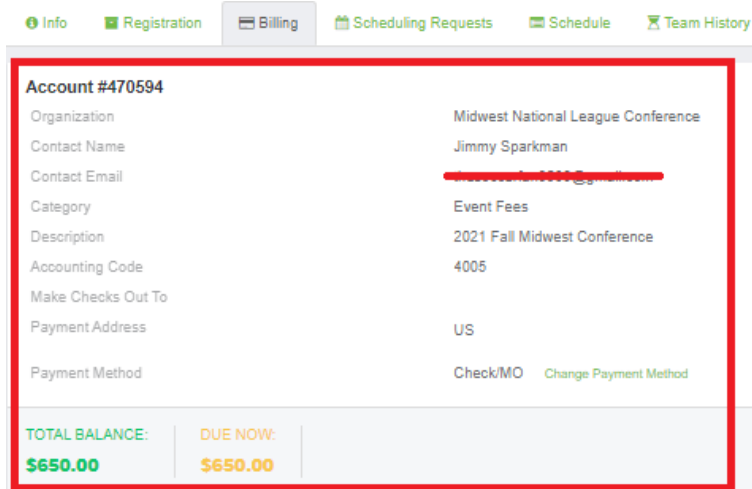 Info Registration Billing Scheduling Requests Schedule Team History
Account #470594
Organization Midwest National League Conference
Contact Name Jimmy Sparkman
Contact Email
Category Event Fees
Description 2021 Fall Midwest Conference
Accounting Code 4005
Make Checks Out To
Payment Address US
Payment Method Check/MO Change Payment Method
TOTAL BALANCE: DUE NOW:
$650.00 $650.00